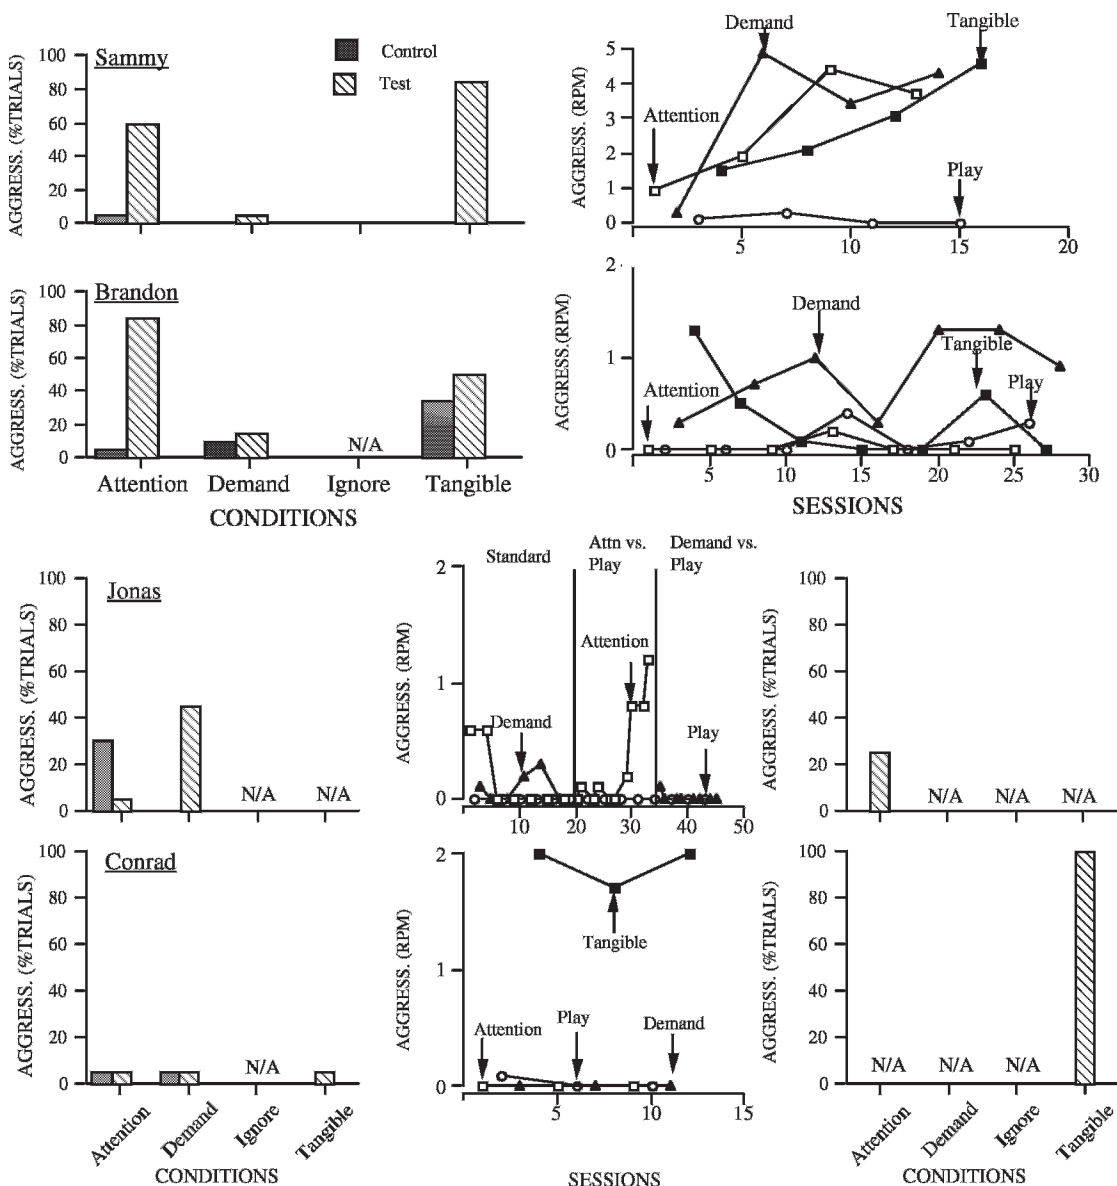 Sammy
Control
Test
AGGRESS. (%TRIALS)
100
80
60
40
20
0
Demand
Tangible
Attention
Play
AGGRESS. (RPM)
5
4
3
2
1
0
5 10 15 20
Brandon
AGGRESS. (%TRIALS)
100
80
60
40
20
0
N/A
Attention Demand Ignore Tangible
CONDITIONS
Demand
Tangible
Attention
Play
AGGRESS.(RPM)
2
1
0
5 10 15 20 25 30
SESSIONS
Jonas
AGGRESS. (%TRIALS)
100
80
60
40
20
0
N/A N/A
Standard
Attn vs.
Play
Demand vs.
Play
Attention
Demand
Play
AGGRESS. (RPM)
2
1
0
10 20 30 40 50
AGGRESS. (%TRIALS)
100
80
60
40
20
0
N/A N/A N/A
Conrad
AGGRESS. (%TRIALS)
100
80
60
40
20
0
N/A
Attention Demand Ignore Tangible
CONDITIONS
Tangible
Attention
Play
Demand
AGGRESS. (RPM)
2
1
0
5 10 15
SESSIONS
AGGRESS. (%TRIALS)
100
80
60
40
20
0
N/A N/A N/A
Attention Demand Ignore Tangible
CONDITIONS